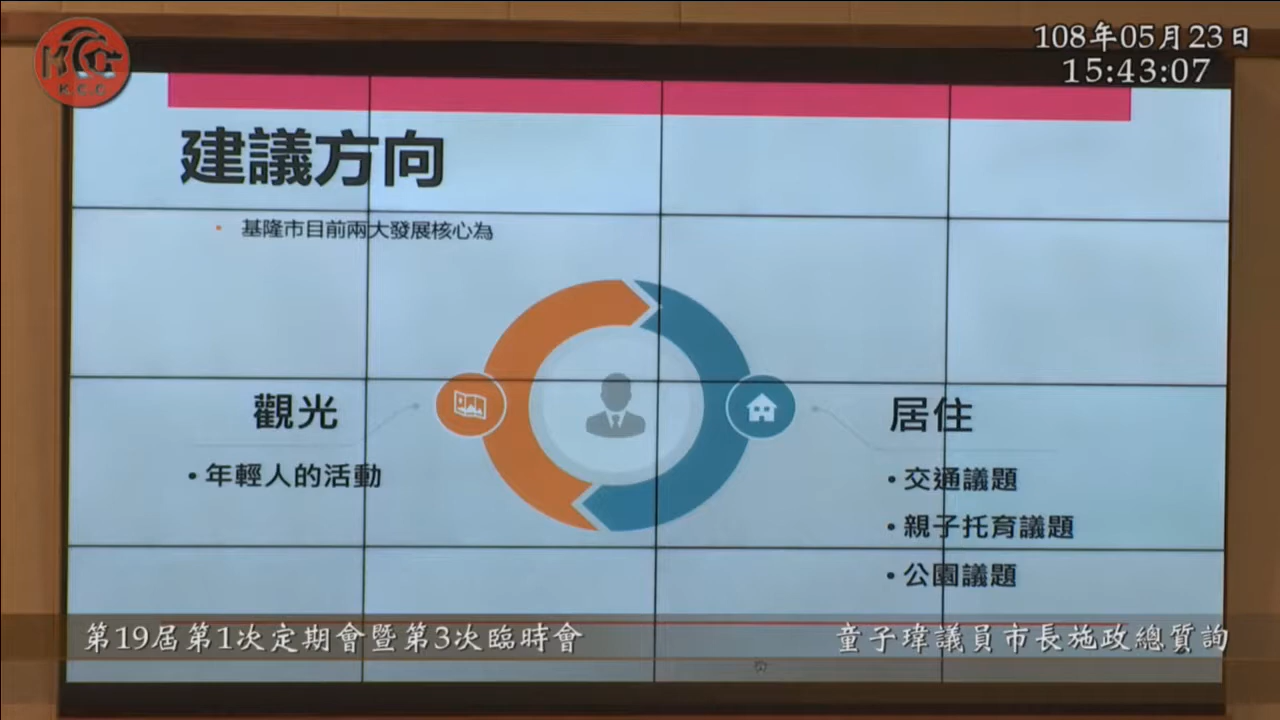 KCC
K.C.C
108年05月23日
15:43:07
建議方向
• 基隆市目前兩大發展核心為
觀光
• 年輕人的活動
居住
• 交通議題
• 親子托育議題
• 公園議題
第19屆第1次定期會暨第3次臨時會
童子瑋議員市長施政總質詢